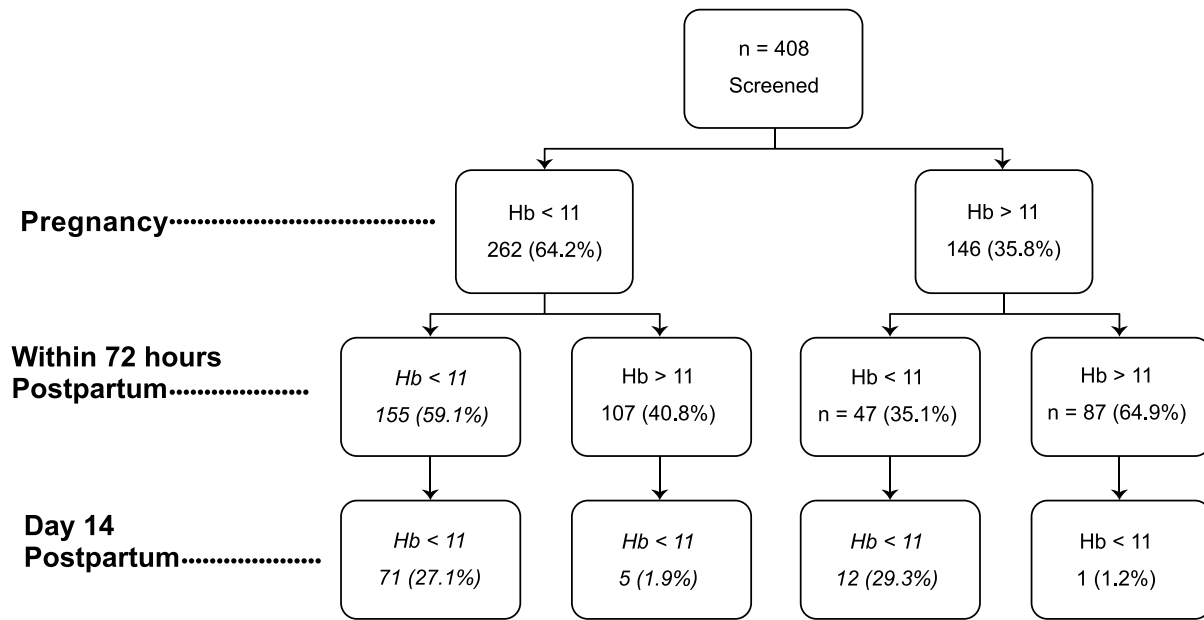 n = 408
Screened
Pregnancy
Hb < 11
262 (64.2%)
Hb > 11
146 (35.8%)
Within 72 hours
Postpartum
Hb < 11
155 (59.1%)
Hb > 11
107 (40.8%)
Hb < 11
n = 47 (35.1%)
Hb > 11
n = 87 (64.9%)
Day 14
Postpartum
Hb < 11
71 (27.1%)
Hb < 11
5 (1.9%)
Hb < 11
12 (29.3%)
Hb < 11
1 (1.2%)